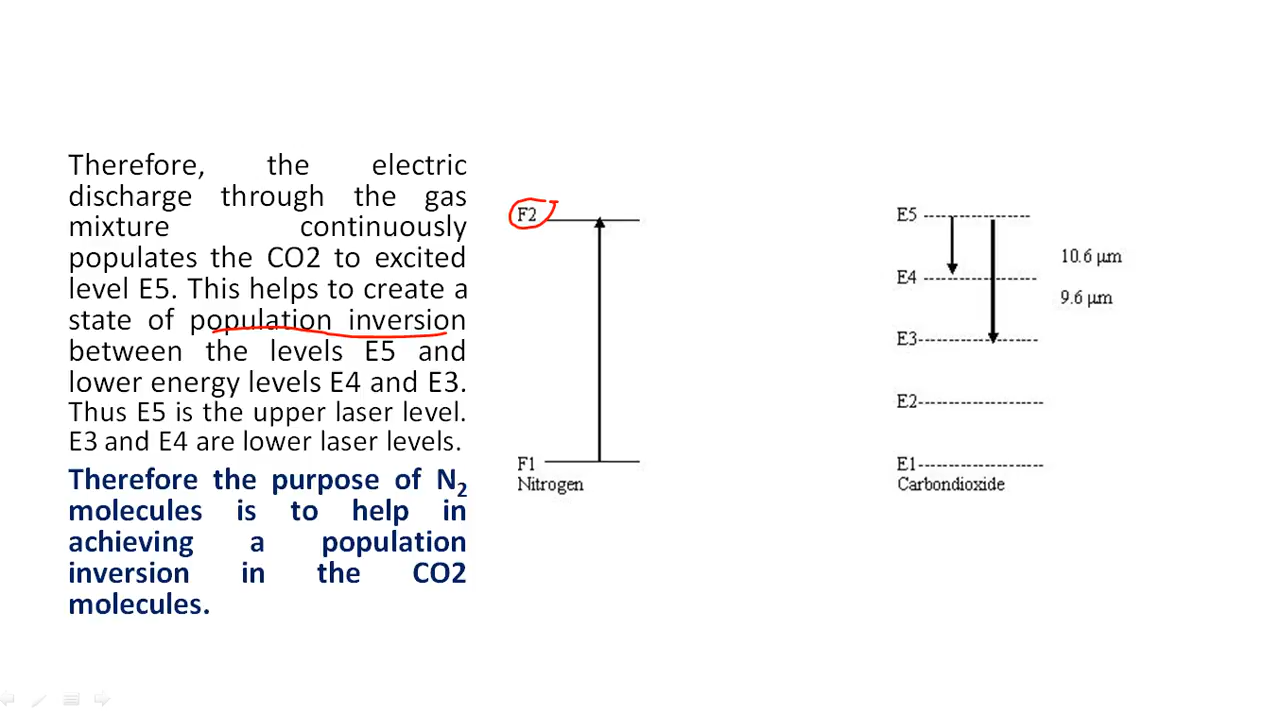 Therefore, the electric
discharge through the gas
mixture continuously
populates the CO2 to excited
level E5. This helps to create a
state of population inversion
between the levels E5 and
lower energy levels E4 and E3.
Thus E5 is the upper laser level.
E3 and E4 are lower laser levels.
Therefore the purpose of N2
molecules is to help in
achieving a population
inversion in the CO2
molecules.
F2
F1
Nitrogen
E5
E4
E3
E2
E1
Carbondioxide
10.6 µm
9.6 µm